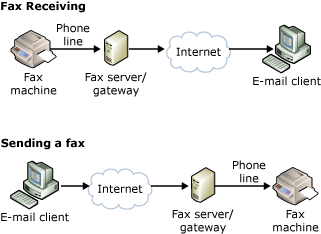 Fax Receiving
Phone
line
Internet
Fax
machine
Fax server/
gateway
E-mail client
Sending a fax
Phone
line
Internet
E-mail client
Fax server/
gateway
Fax
machine